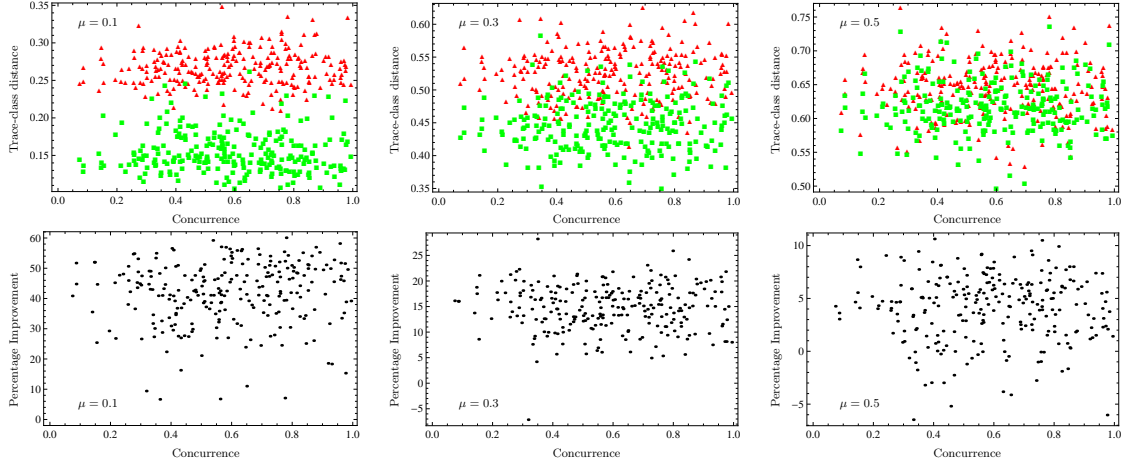 μ = 0.1
Trace-class distance
0.35
0.30
0.25
0.20
0.15
0.0 0.2 0.4 0.6 0.8 1.0
Concurrence
μ = 0.3
Trace-class distance
0.60
0.55
0.50
0.45
0.40
0.35
0.0 0.2 0.4 0.6 0.8 1.0
Concurrence
μ = 0.5
Trace-class distance
0.75
0.70
0.65
0.60
0.55
0.50
0.0 0.2 0.4 0.6 0.8 1.0
Concurrence
Percentage Improvement
60
50
40
30
20
10
0
μ = 0.1
0.0 0.2 0.4 0.6 0.8 1.0
Concurrence
Percentage Improvement
25
20
15
10
5
0
−5
μ = 0.3
0.0 0.2 0.4 0.6 0.8 1.0
Concurrence
Percentage Improvement
10
5
0
−5
μ = 0.5
0.0 0.2 0.4 0.6 0.8 1.0
Concurrence